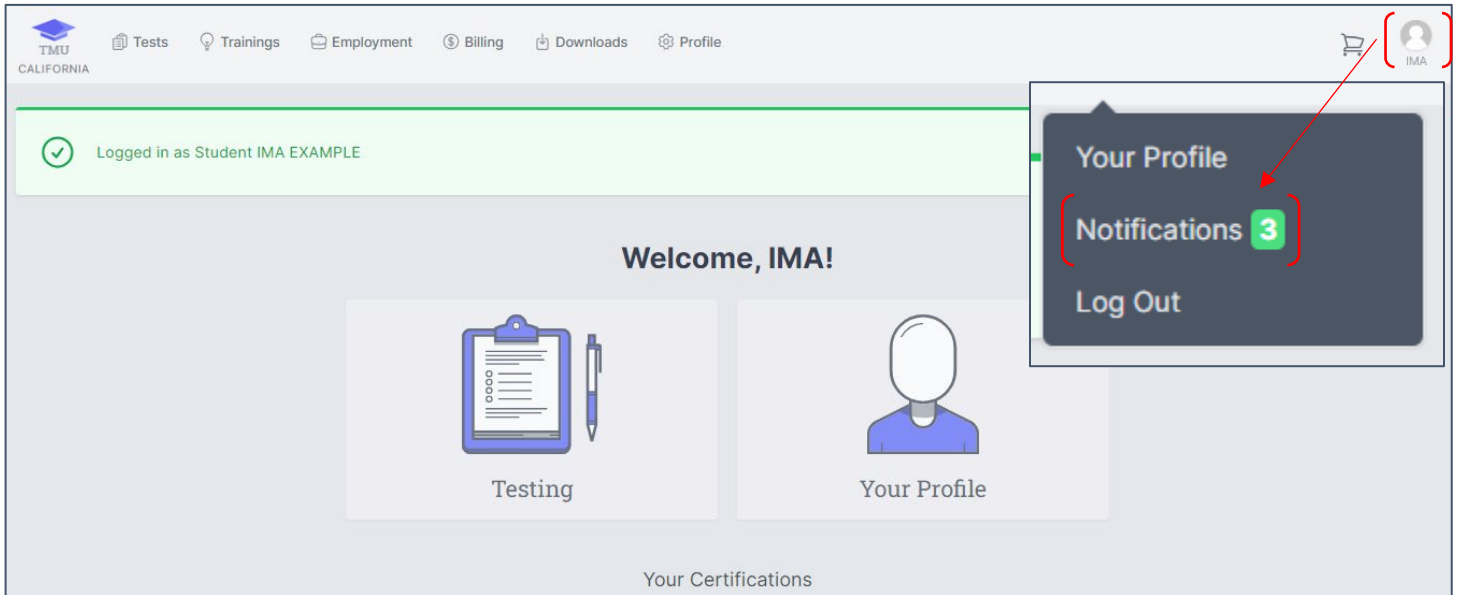 TMU
CALIFORNIA
Tests
Trainings
Employment
Billing
Downloads
Profile
IMA
Logged in as Student IMA EXAMPLE
Your Profile
Notifications 3
Log Out
Welcome, IMA!
Testing
Your Profile
Your Certifications